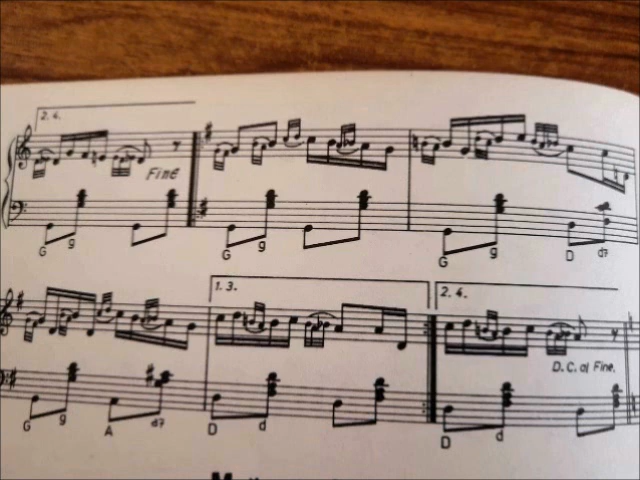 2. 4.
Fine
G g G g G g D d7
1. 3. 2. 4.
D.C. al Fine.
G g A d7 D d D d